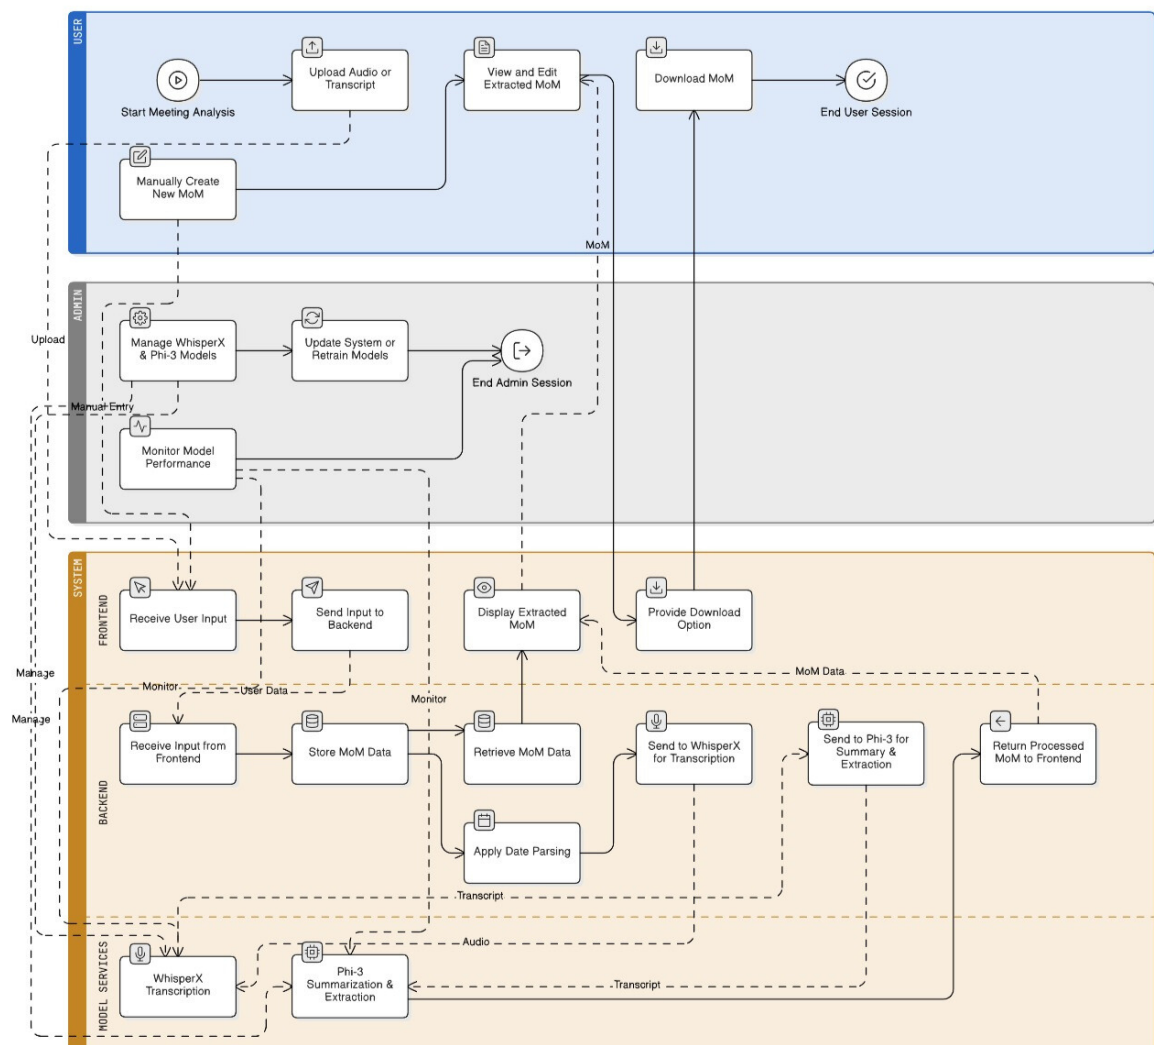 USER
Upload Audio or
Transcript
View and Edit
Extracted MoM
Download MoM
Start Meeting Analysis
End User Session
Manually Create
New MoM
MoM
ADMIN
Manage WhisperX
& Phi-3 Models
Update System or
Retrain Models
Upload
End Admin Session
Manual Entry
Monitor Model
Performance
SYSTEM
FRONTEND
Receive User Input
Send Input to
Backend
Display Extracted
MoM
Provide Download
Option
Manage
Monitor
User Data
Monitor
MoM Data
Manage
BACKEND
Receive Input from
Frontend
Store MoM Data
Retrieve MoM Data
Send to WhisperX
for Transcription
Send to Phi-3 for
Summary &
Extraction
Return Processed
MoM to Frontend
Apply Date Parsing
Transcript
Audio
MODEL SERVICES
WhisperX
Transcription
Phi-3
Summarization &
Extraction
Transcript